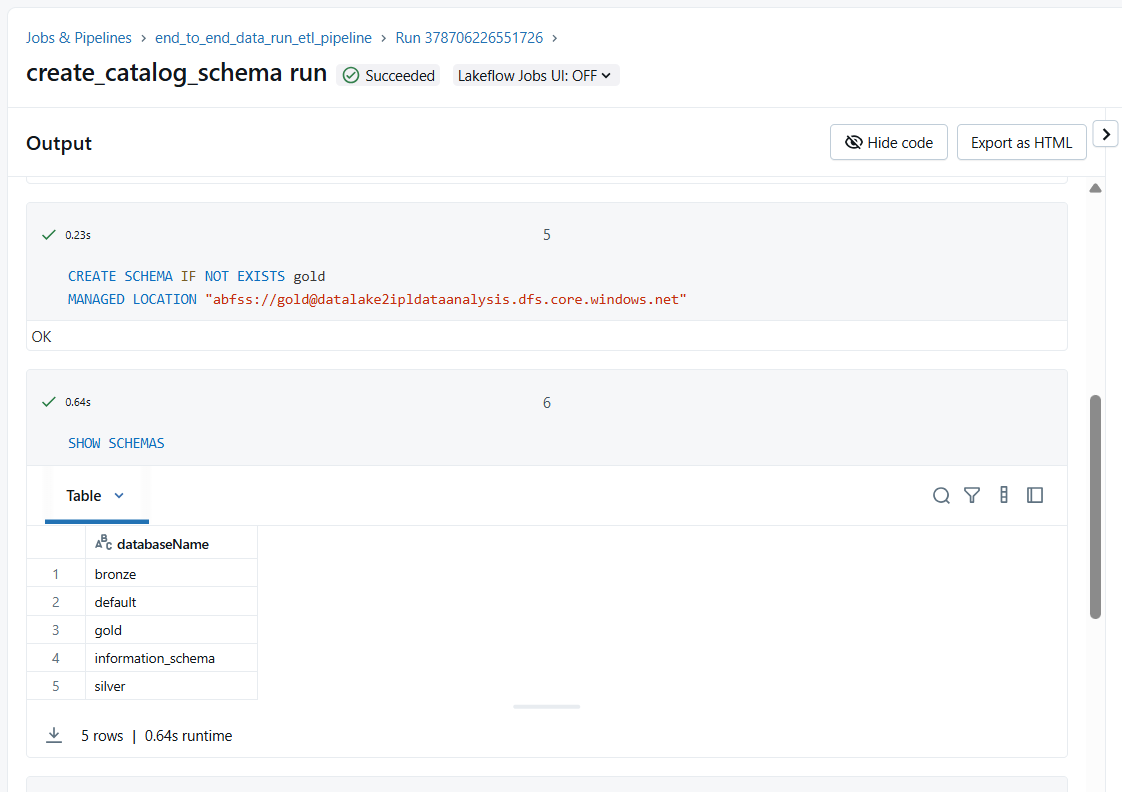 Jobs & Pipelines › end_to_end_data_run_etl_pipeline › Run 378706226551726 ›
create_catalog_schema run Succeeded Lakeflow Jobs UI: OFF
Output Hide code Export as HTML
0.23s 5
CREATE SCHEMA IF NOT EXISTS gold
MANAGED LOCATION "abfss://gold@datalake2ipldataanalysis.dfs.core.windows.net"
OK
0.64s 6
SHOW SCHEMAS
Table
ABC databaseName
1 bronze
2 default
3 gold
4 information_schema
5 silver
5 rows | 0.64s runtime